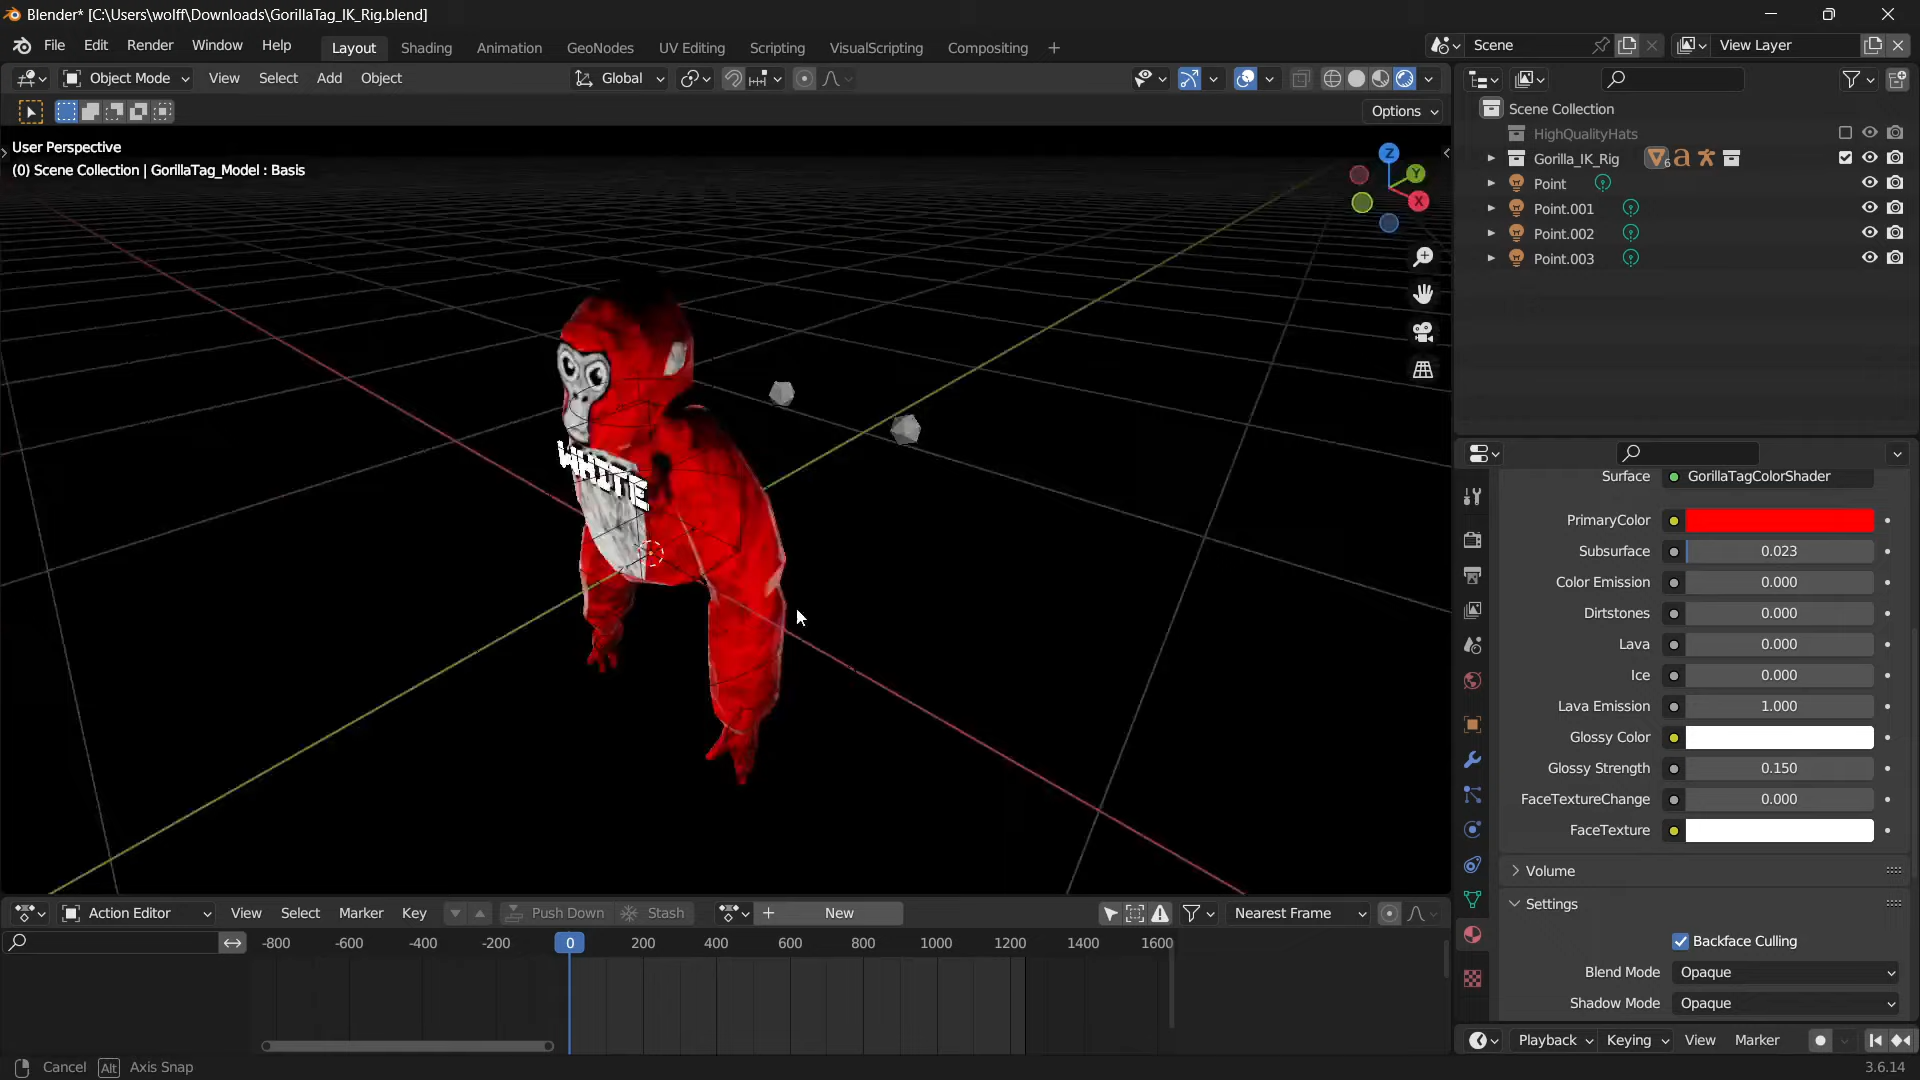 Blender* [C:\Users\wolff\Downloads\GorillaTag_IK_Rig.blend]
File Edit Render Window Help Layout Shading Animation GeoNodes UV Editing Scripting VisualScripting Compositing + Scene View Layer
Object Mode View Select Add Object Global
Options
User Perspective
(0) Scene Collection | GorillaTag_Model : Basis
Z
Y
X
WHITE
Scene Collection
HighQualityHats
Gorilla_IK_Rig 6
Point
Point.001
Point.002
Point.003
Surface GorillaTagColorShader
PrimaryColor
Subsurface 0.023
Color Emission 0.000
Dirtstones 0.000
Lava 0.000
Ice 0.000
Lava Emission 1.000
Glossy Color
Glossy Strength 0.150
FaceTextureChange 0.000
FaceTexture
Volume
Settings
Backface Culling
Blend Mode Opaque
Shadow Mode Opaque
Action Editor View Select Marker Key Push Down Stash New Nearest Frame
-800 -600 -400 -200 0 200 400 600 800 1000 1200 1400 1600
Playback Keying View Marker
Cancel Alt Axis Snap
3.6.14